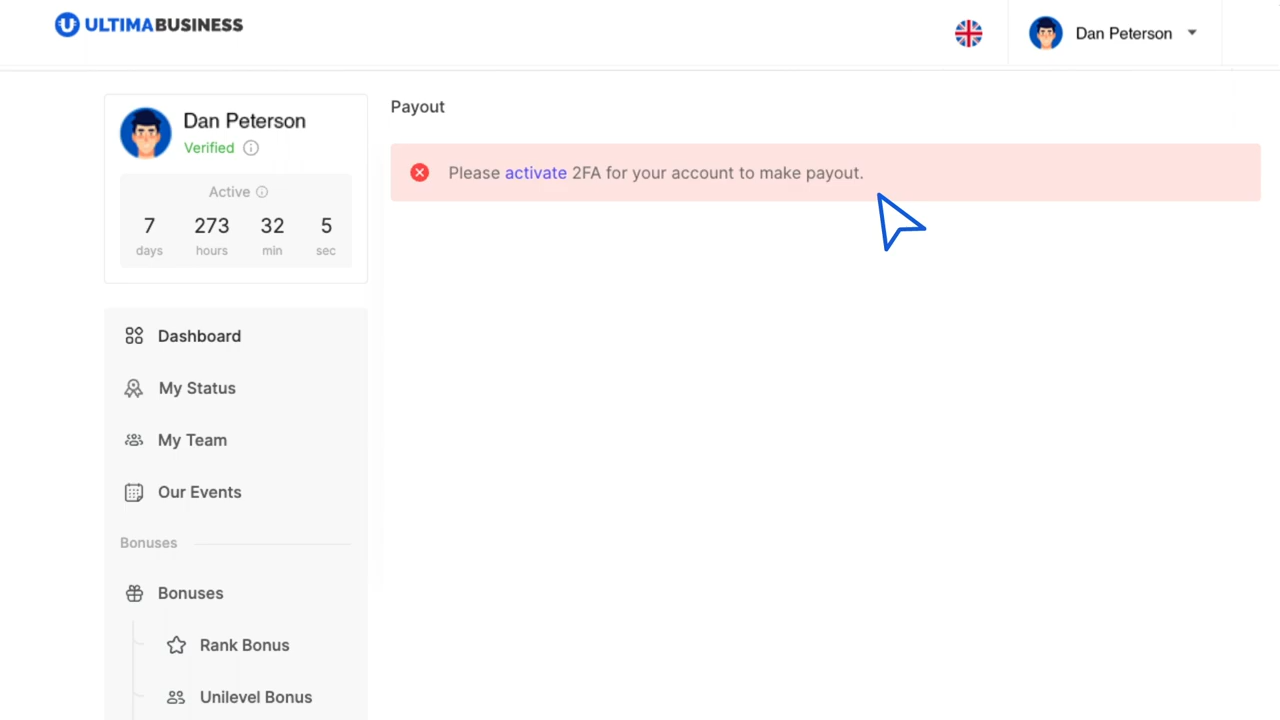 ULTIMABUSINESS
Dan Peterson
Dan Peterson
Verified
Active
7 273 32 5
days hours min sec
Payout
Please activate 2FA for your account to make payout.
Dashboard
My Status
My Team
Our Events
Bonuses
Bonuses
Rank Bonus
Unilevel Bonus